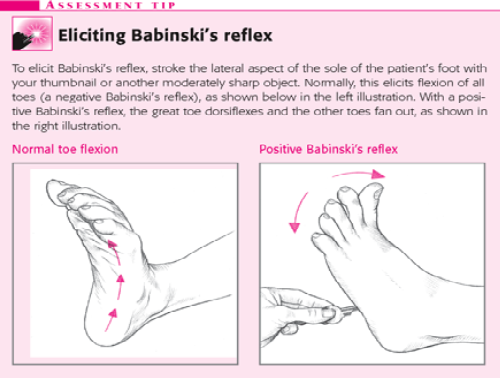 ASSESSMENT TIP
Eliciting Babinski's reflex
To elicit Babinski's reflex, stroke the lateral aspect of the sole of the patient's foot with
your thumbnail or another moderately sharp object. Normally, this elicits flexion of all
toes (a negative Babinski's reflex), as shown below in the left illustration. With a posi-
tive Babinski's reflex, the great toe dorsiflexes and the other toes fan out, as shown in
the right illustration.
Normal toe flexion
Positive Babinski's reflex